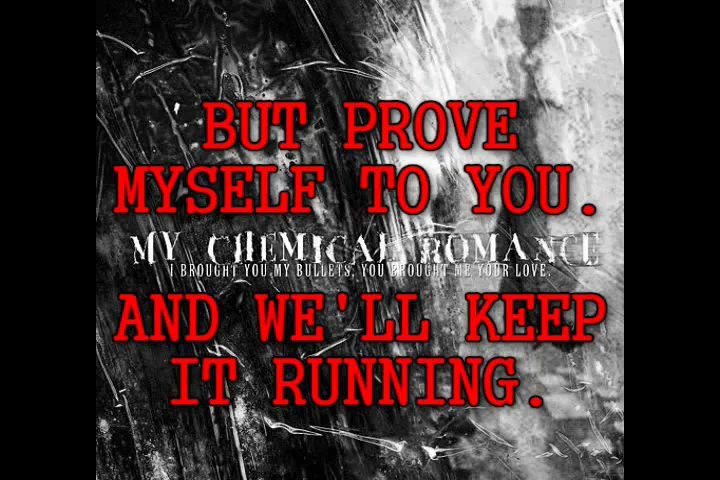 BUT PROVE
MYSELF TO YOU.
MY CHEMICAL ROMANCE
I BROUGHT YOU MY BULLETS, YOU BROUGHT ME YOUR LOVE.
AND WE'LL KEEP
IT RUNNING.